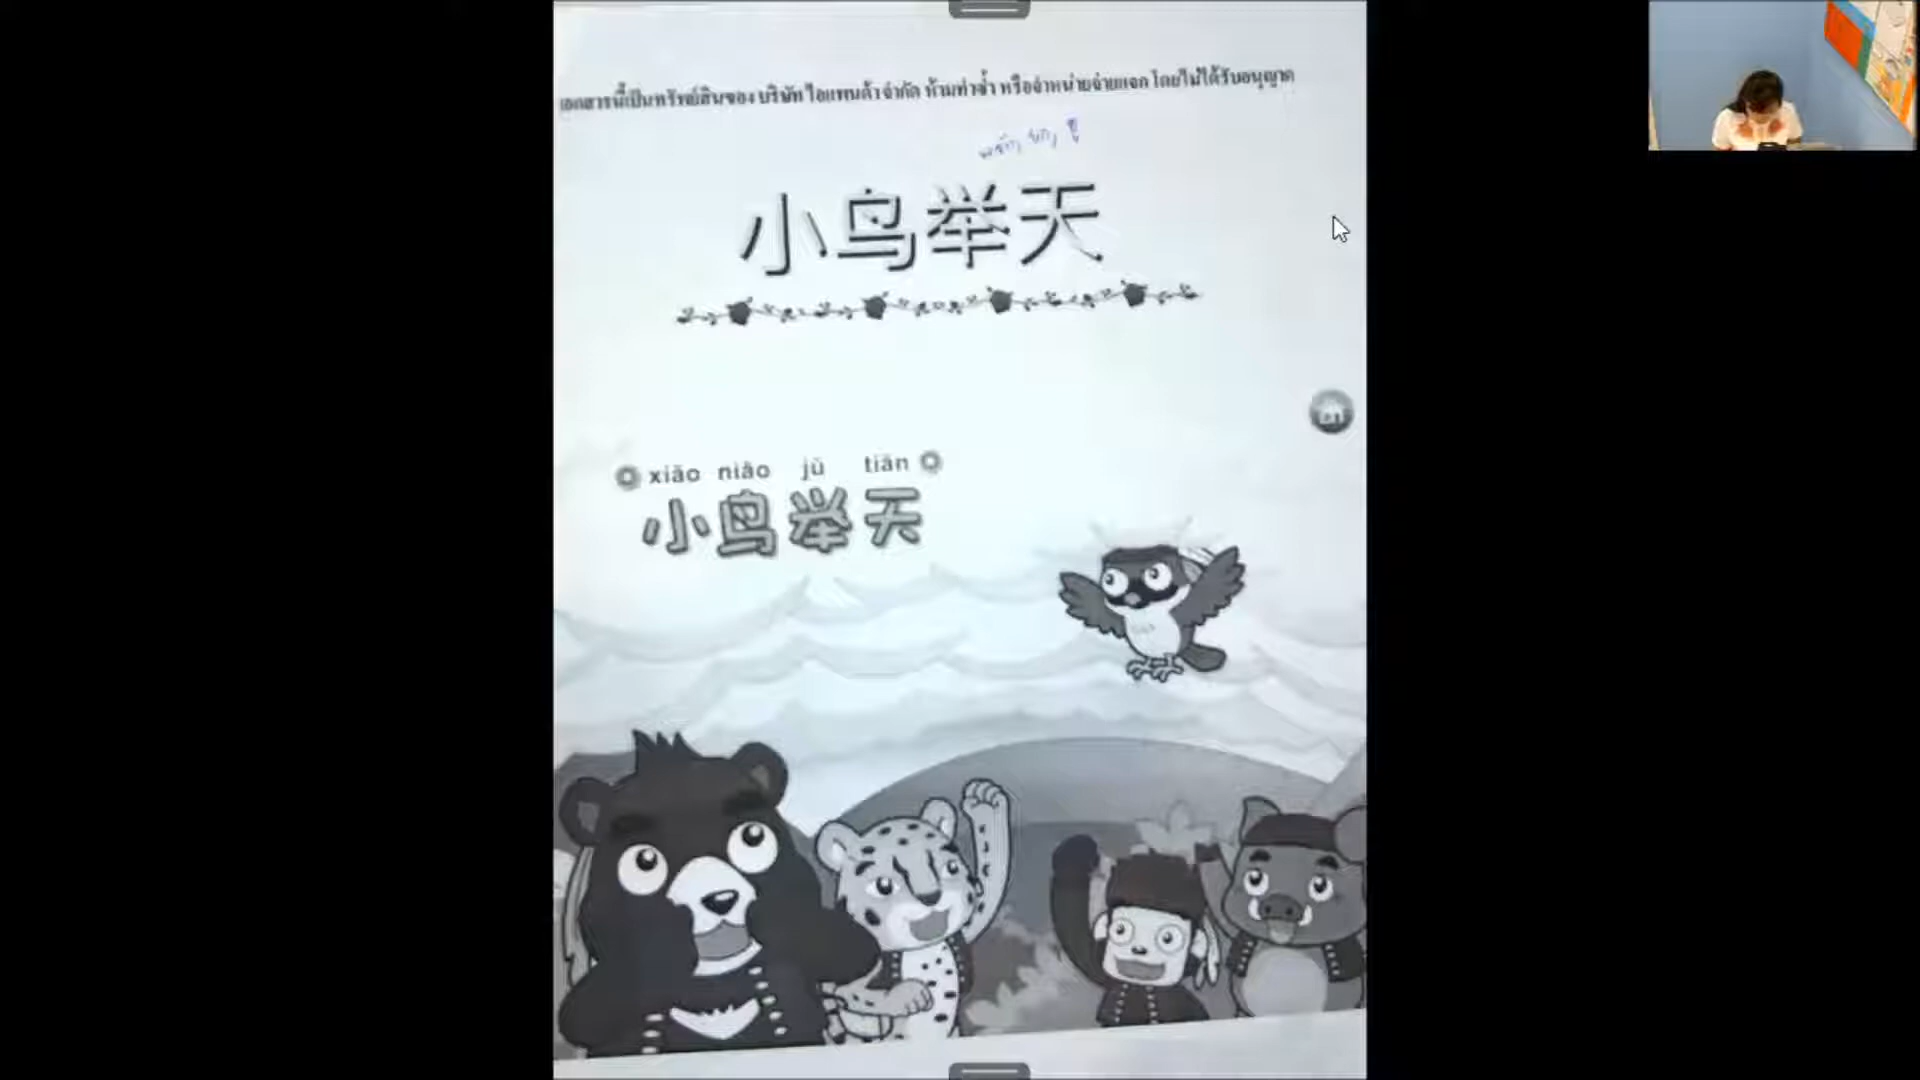 เอกสารนี้เป็นทรัพย์สินของ บริษัท ไอแพนด้า จำกัด ห้ามทำซ้ำ หรือจำหน่ายจ่ายแจก โดยไม่ได้รับอนุญาต
小鸟举天
xiǎo niǎo jǔ tiān
小鸟举天